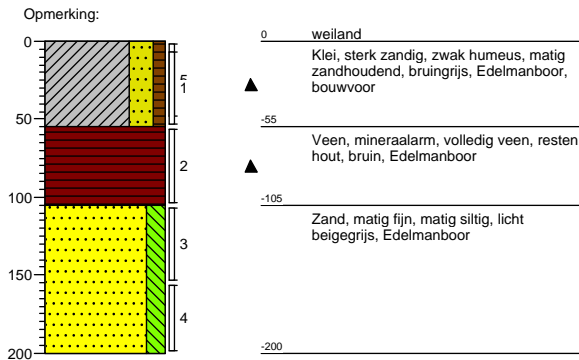 Opmerking:
0
50
100
150
200
5
1
2
3
4
0 weiland
Klei, sterk zandig, zwak humeus, matig
zandhoudend, bruingrijs, Edelmanboor,
bouwvoor
-55
Veen, mineraalarm, volledig veen, resten
hout, bruin, Edelmanboor
-105
Zand, matig fijn, matig siltig, licht
beigegrijs, Edelmanboor
-200